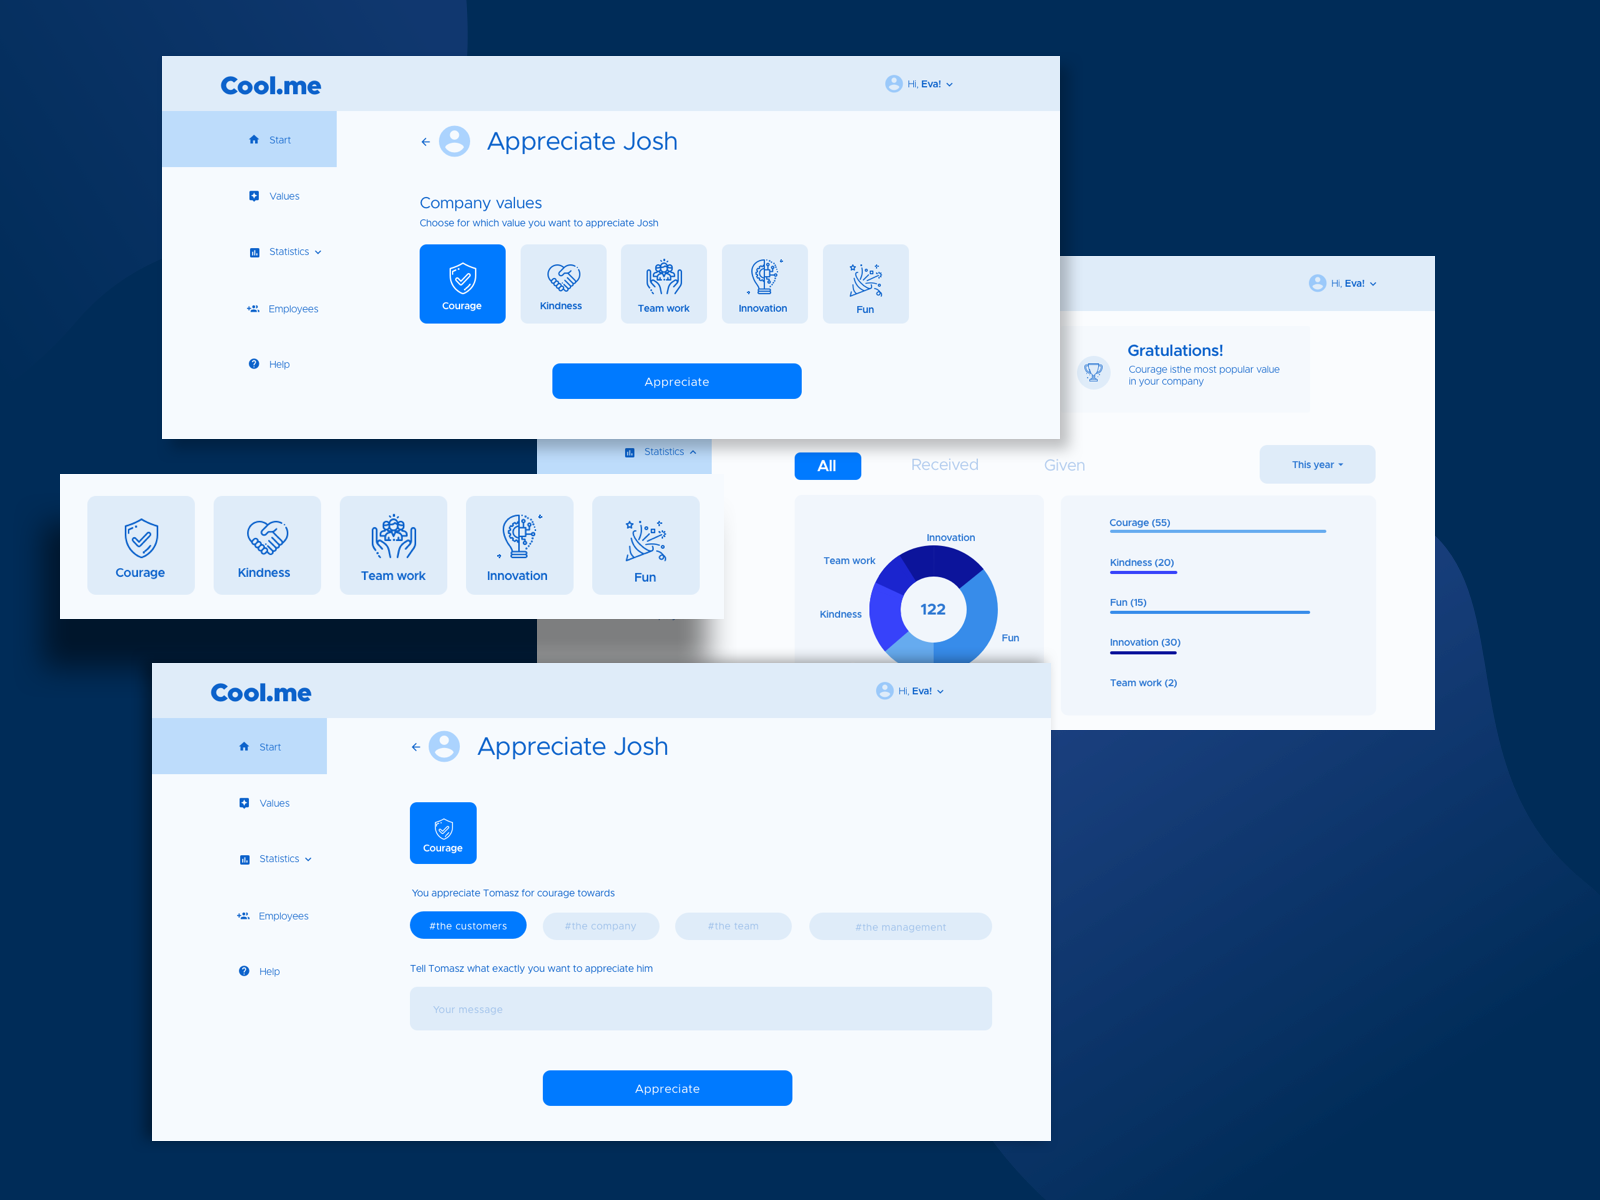 Cool.me
Hi, Eva!
Start
Values
Statistics
Employees
Help
Appreciate Josh
Company values
Choose for which value you want to appreciate Josh
Courage
Kindness
Team work
Innovation
Fun
Appreciate
Hi, Eva!
Gratulations!
Courage isthe most popular value
in your company
Statistics
All
Received
Given
This year
Innovation
Team work
Kindness
122
Fun
Courage (55)
Kindness (20)
Fun (15)
Innovation (30)
Team work (2)
Courage
Kindness
Team work
Innovation
Fun
Cool.me
Hi, Eva!
Start
Values
Statistics
Employees
Help
Appreciate Josh
Courage
You appreciate Tomasz for courage towards
#the customers
#the company
#the team
#the management
Tell Tomasz what exactly you want to appreciate him
Your message
Appreciate